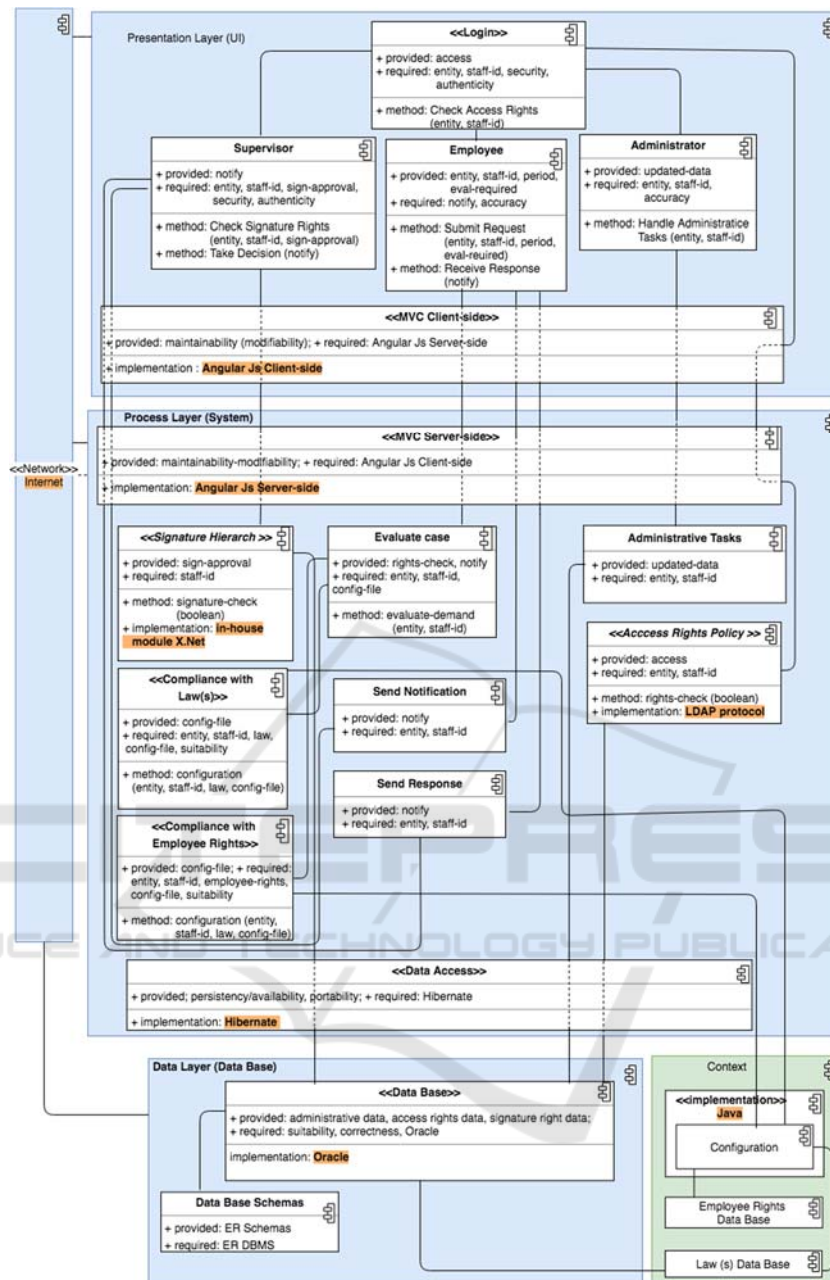 Presentation Layer (UI)
<<Login>>
+ provided: access
+ required: entity, staff-id, security,
authenticity
+ method: Check Access Rights
(entity, staff-id)
Supervisor
+ provided: notify
+ required: entity, staff-id, sign-approval,
security, authenticity
+ method: Check Signature Rights
(entity, staff-id, sign-approval)
+ method: Take Decision (notify)
Employee
+ provided: entity, staff-id, period,
eval-required
+ required: notify, accuracy
+ method: Submit Request
(entity, staff-id, period,
eval-reuired)
+ method: Receive Response
(notify)
Administrator
+ provided: updated-data
+ required: entity, staff-id,
accuracy
+ method: Handle Administratice
Tasks (entity, staff-id)
<<MVC Client-side>>
+ provided: maintainability (modifiability); + required: Angular Js Server-side
+ implementation : Angular Js Client-side
Process Layer (System)
<<MVC Server-side>>
+ provided: maintainability-modifiability; + required: Angular Js Client-side
+ implementation: Angular Js Server-side
<<Network>>
Internet
<<Signature Hierarch >>
+ provided: sign-approval
+ required: staff-id
+ method: signature-check
(boolean)
+ implementation: In-house
module X.Net
Evaluate case
+ provided: rights-check, notify
+ required: entity, staff-id,
config-file
+ method: evaluate-demand
(entity, staff-id)
Administrative Tasks
+ provided: updated-data
+ required: entity, staff-id
<<Acccess Rights Policy >>
+ provided: access
+ required: entity, staff-id
+ method: rights-check (boolean)
+ implementation: LDAP protocol
<<Compliance with
Law(s)>>
+ provided: config-file
+ required: entity, staff-id, law,
config-file, suitability
+ method: configuration
(entity, staff-id, law, config-file)
Send Notification
+ provided: notify
+ required: entity, staff-id
Send Response
+ provided: notify
+ required: entity, staff-id
<<Compliance with
Employee Rights>>
+ provided: config-file; + required:
entity, staff-id, employee-rights,
config-file, suitability
+ method: configuration (entity,
staff-id, law, config-file)
AND TECHNOLOGY
<<Data Access>>
+ provided; persistency/availability, portability; + required: Hibernate
+ implementation: Hibernate
Data Layer (Data Base)
<<Data Base>>
+ provided: administrative data, access rights data, signature right data;
+ required: suitability, correctness, Oracle
implementation: Oracle
Data Base Schemas
+ provided: ER Schemas
+ required: ER DBMS
Context
<<implementation>>
Java
Configuration
Employee Rights
Data Base
Law (s) Data Base